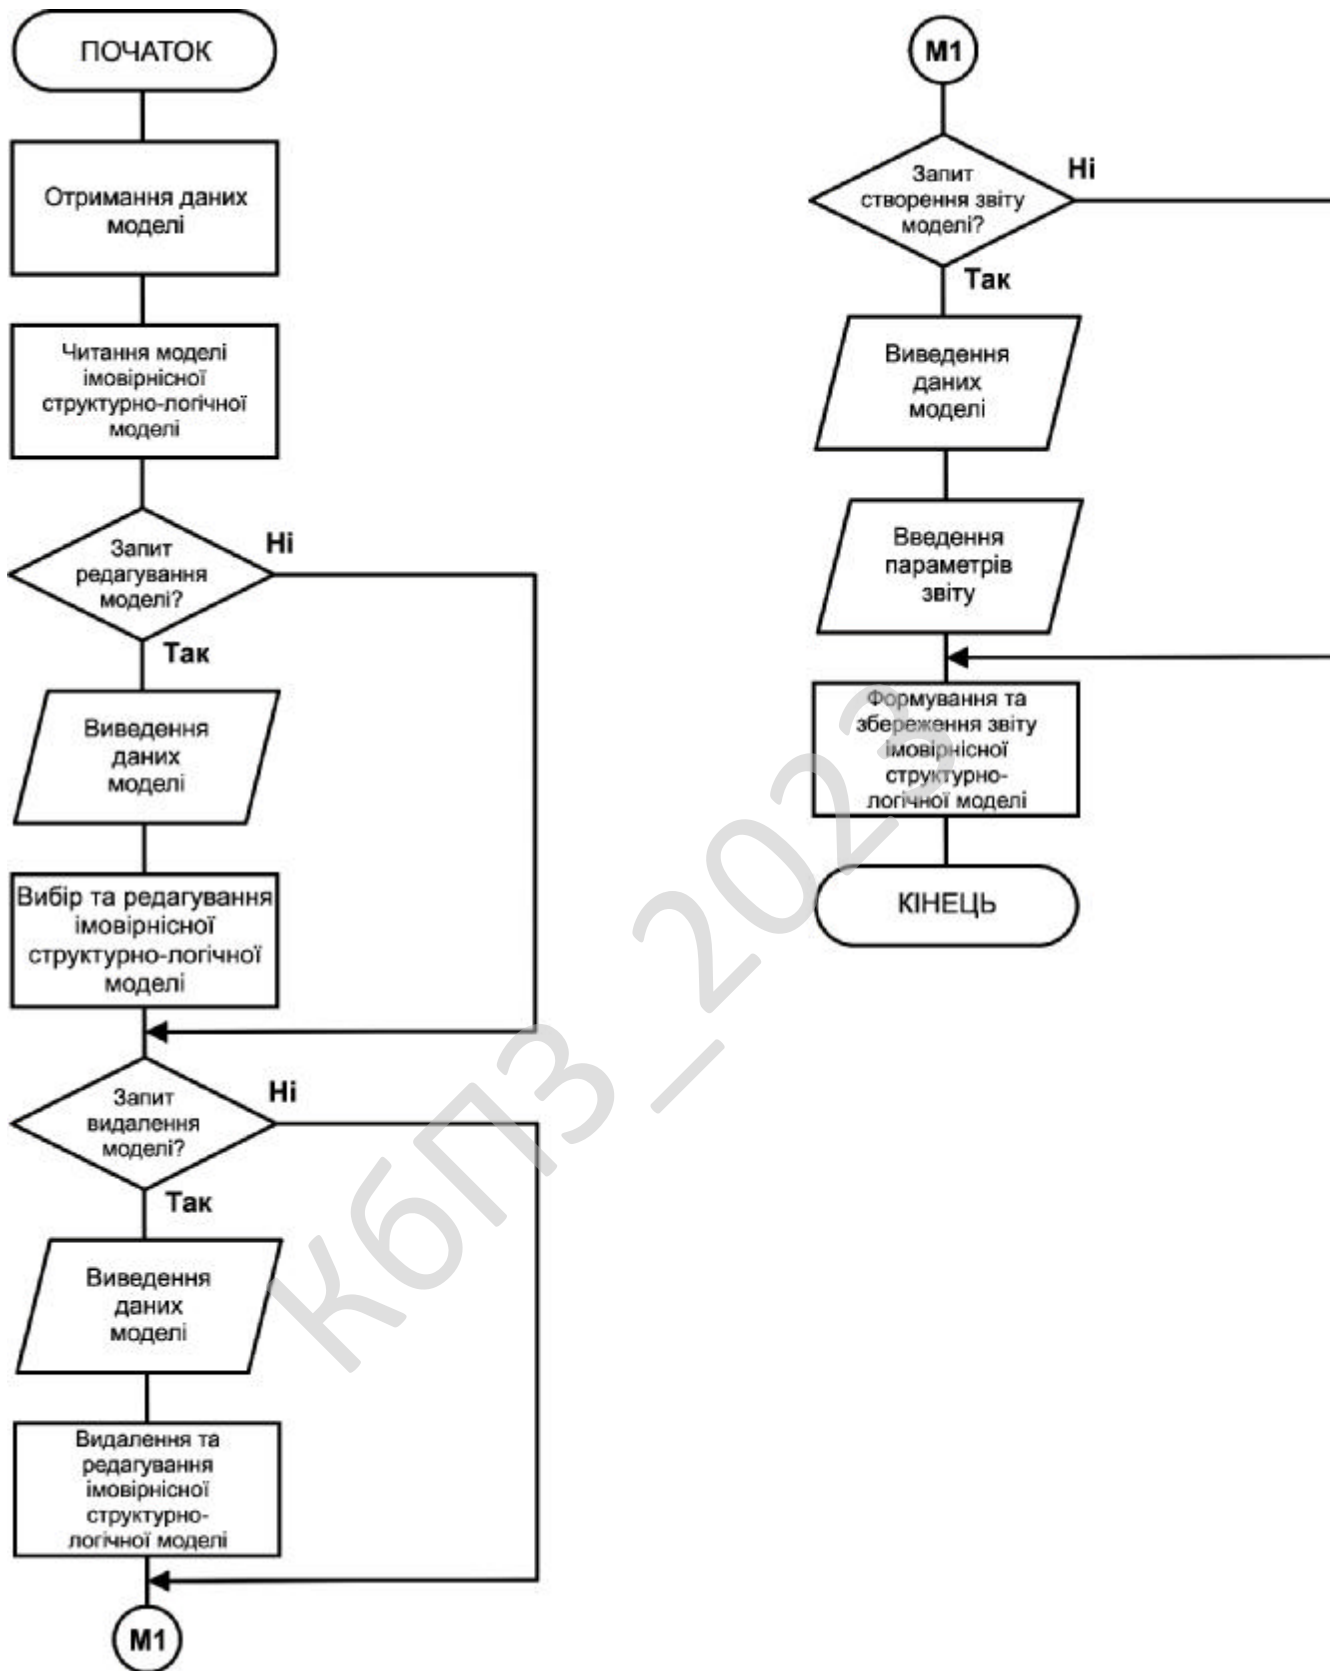 ПОЧАТОК
Отримання даних
моделі
Читання моделі
імовірнісної
структурно-логічної
моделі
Запит
редагування
моделі?
Ні
Так
Виведення
даних
моделі
Вибір та редагування
імовірнісної
структурно-логічної
моделі
Запит
видалення
моделі?
Ні
Так
Виведення
даних
моделі
Видалення та
редагування
імовірнісної
структурно-
логічної моделі
М1
М1
Запит
створення звіту
моделі?
Ні
Так
Виведення
даних
моделі
Введення
параметрів
звіту
Формування та
збереження звіту
імовірнісної
структурно-
логічної моделі
КІНЕЦЬ
КбПЗ_2023